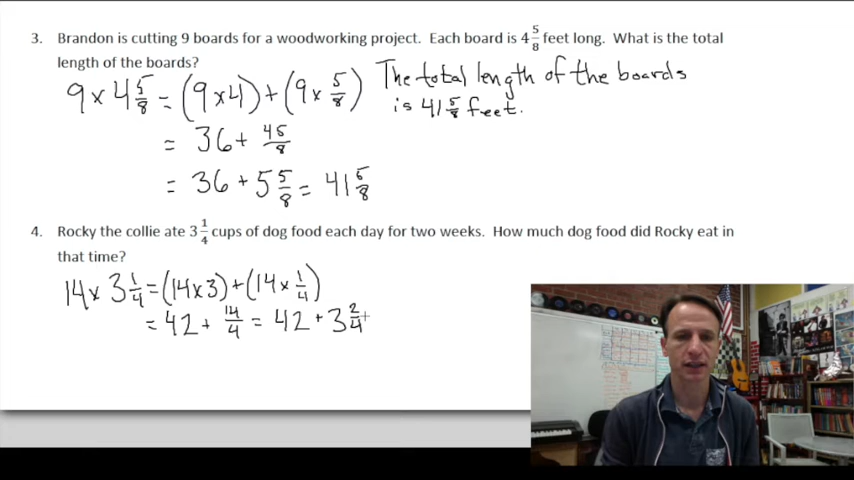 3. Brandon is cutting 9 boards for a woodworking project. Each board is 4 5/8 feet long. What is the total
length of the boards?
9 x 4 5/8 = (9 x 4) + (9 x 5/8)
= 36 + 45/8
= 36 + 5 5/8 = 41 5/8
The total length of the boards
is 41 5/8 feet.
4. Rocky the collie ate 3 1/4 cups of dog food each day for two weeks. How much dog food did Rocky eat in
that time?
14 x 3 1/4 = (14 x 3) + (14 x 1/4)
= 42 + 14/4 = 42 + 3 2/4